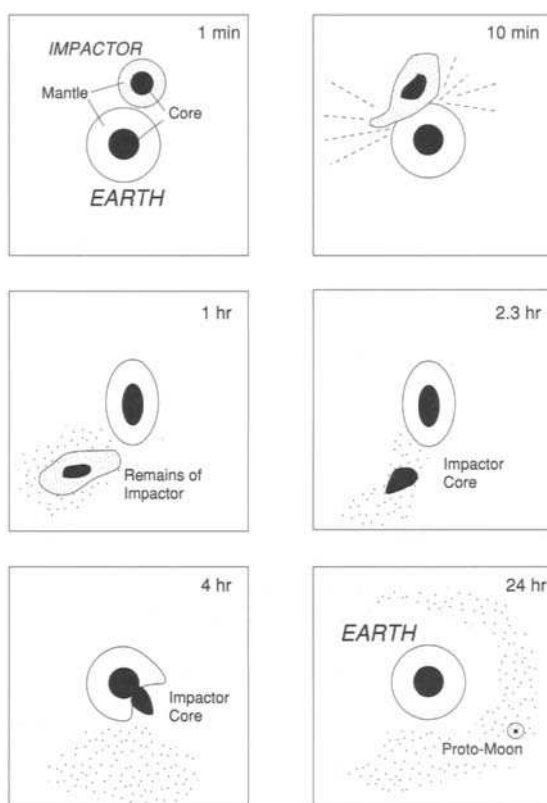 1 min
IMPACTOR
Mantle
Core
EARTH
10 min
1 hr
Remains of
Impactor
2.3 hr
Impactor
Core
4 hr
Impactor
Core
24 hr
EARTH
Proto-Moon